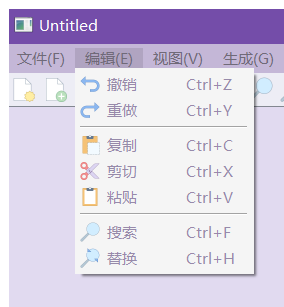 Untitled
文件(F) 编辑(E) 视图(V) 生成(G)
撤销 Ctrl+Z
重做 Ctrl+Y
复制 Ctrl+C
剪切 Ctrl+X
粘贴 Ctrl+V
搜索 Ctrl+F
替换 Ctrl+H